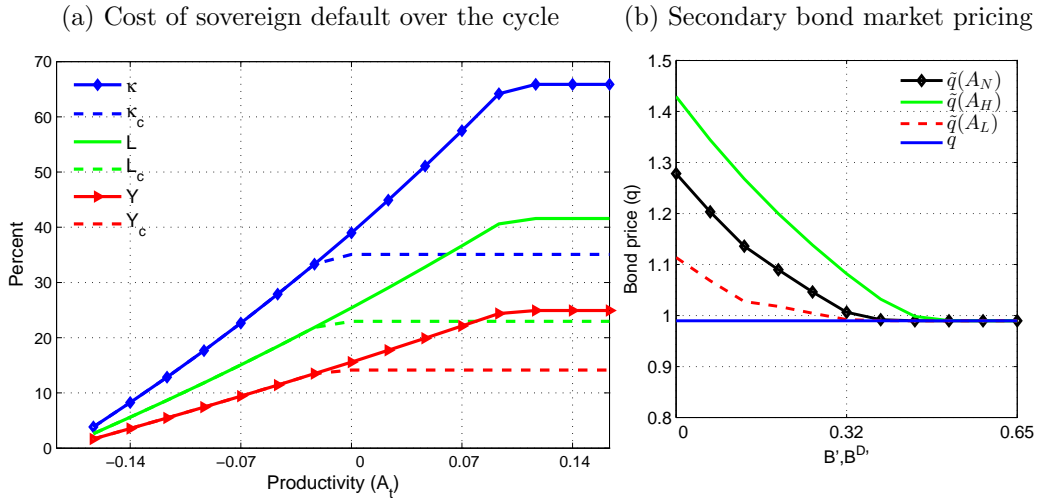 (a) Cost of sovereign default over the cycle
70
60
50
40
30
20
10
0
Percent
κ
κc
L
Lc
Y
Yc
−0.14
−0.07
0
0.07
0.14
Productivity (At)
(b) Secondary bond market pricing
1.5
1.4
1.3
1.2
1.1
1
0.9
0.8
Bond price (q)
q̃(AN)
q̃(AH)
q̃(AL)
q
0
0.32
0.65
B',BD'